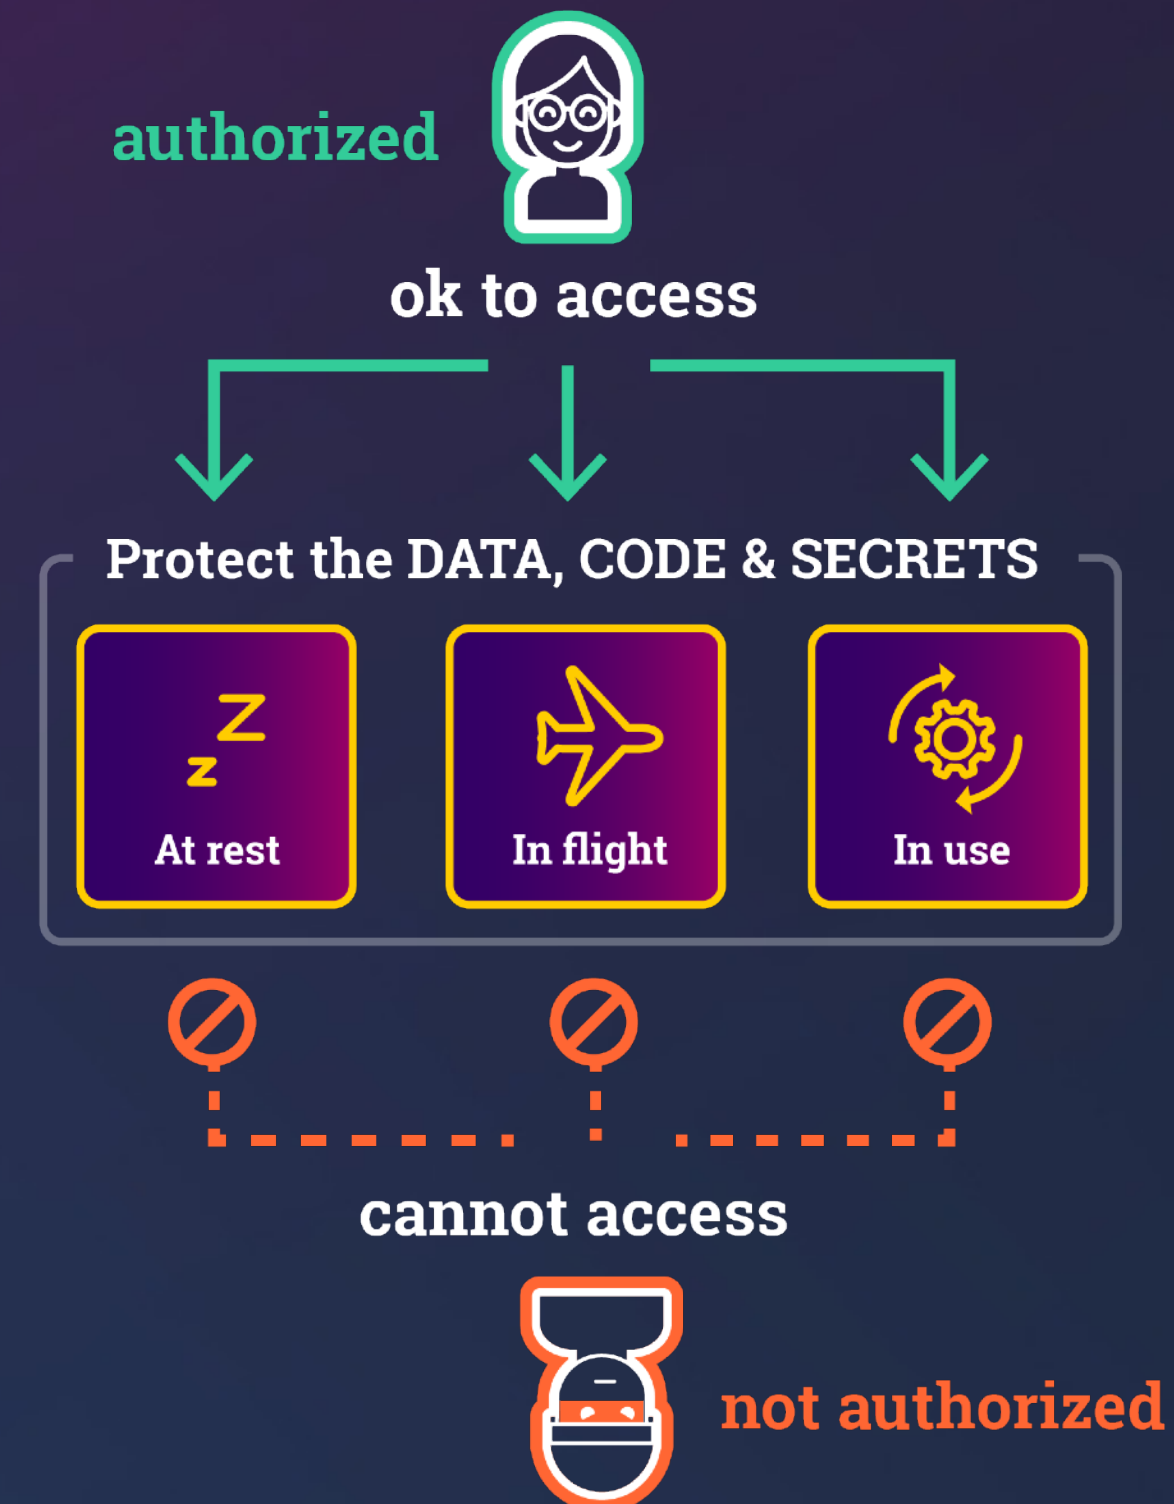 authorized
ok to access
Protect the DATA, CODE & SECRETS
Z
z
At rest
In flight
In use
cannot access
not authorized